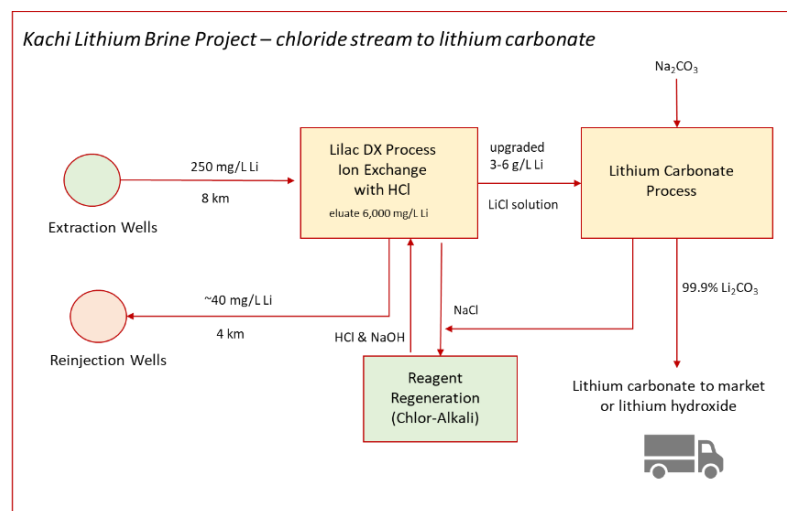 Kachi Lithium Brine Project – chloride stream to lithium carbonate
Na₂CO₃
250 mg/L Li
8 km
Extraction Wells
Lilac DX Process
Ion Exchange
with HCl
eluate 6,000 mg/L Li
upgraded
3-6 g/L Li
LiCl solution
Lithium Carbonate
Process
~40 mg/L Li
4 km
Reinjection Wells
HCl & NaOH
NaCl
99.9% Li₂CO₃
Reagent
Regeneration
(Chlor-Alkali)
Lithium carbonate to market
or lithium hydroxide